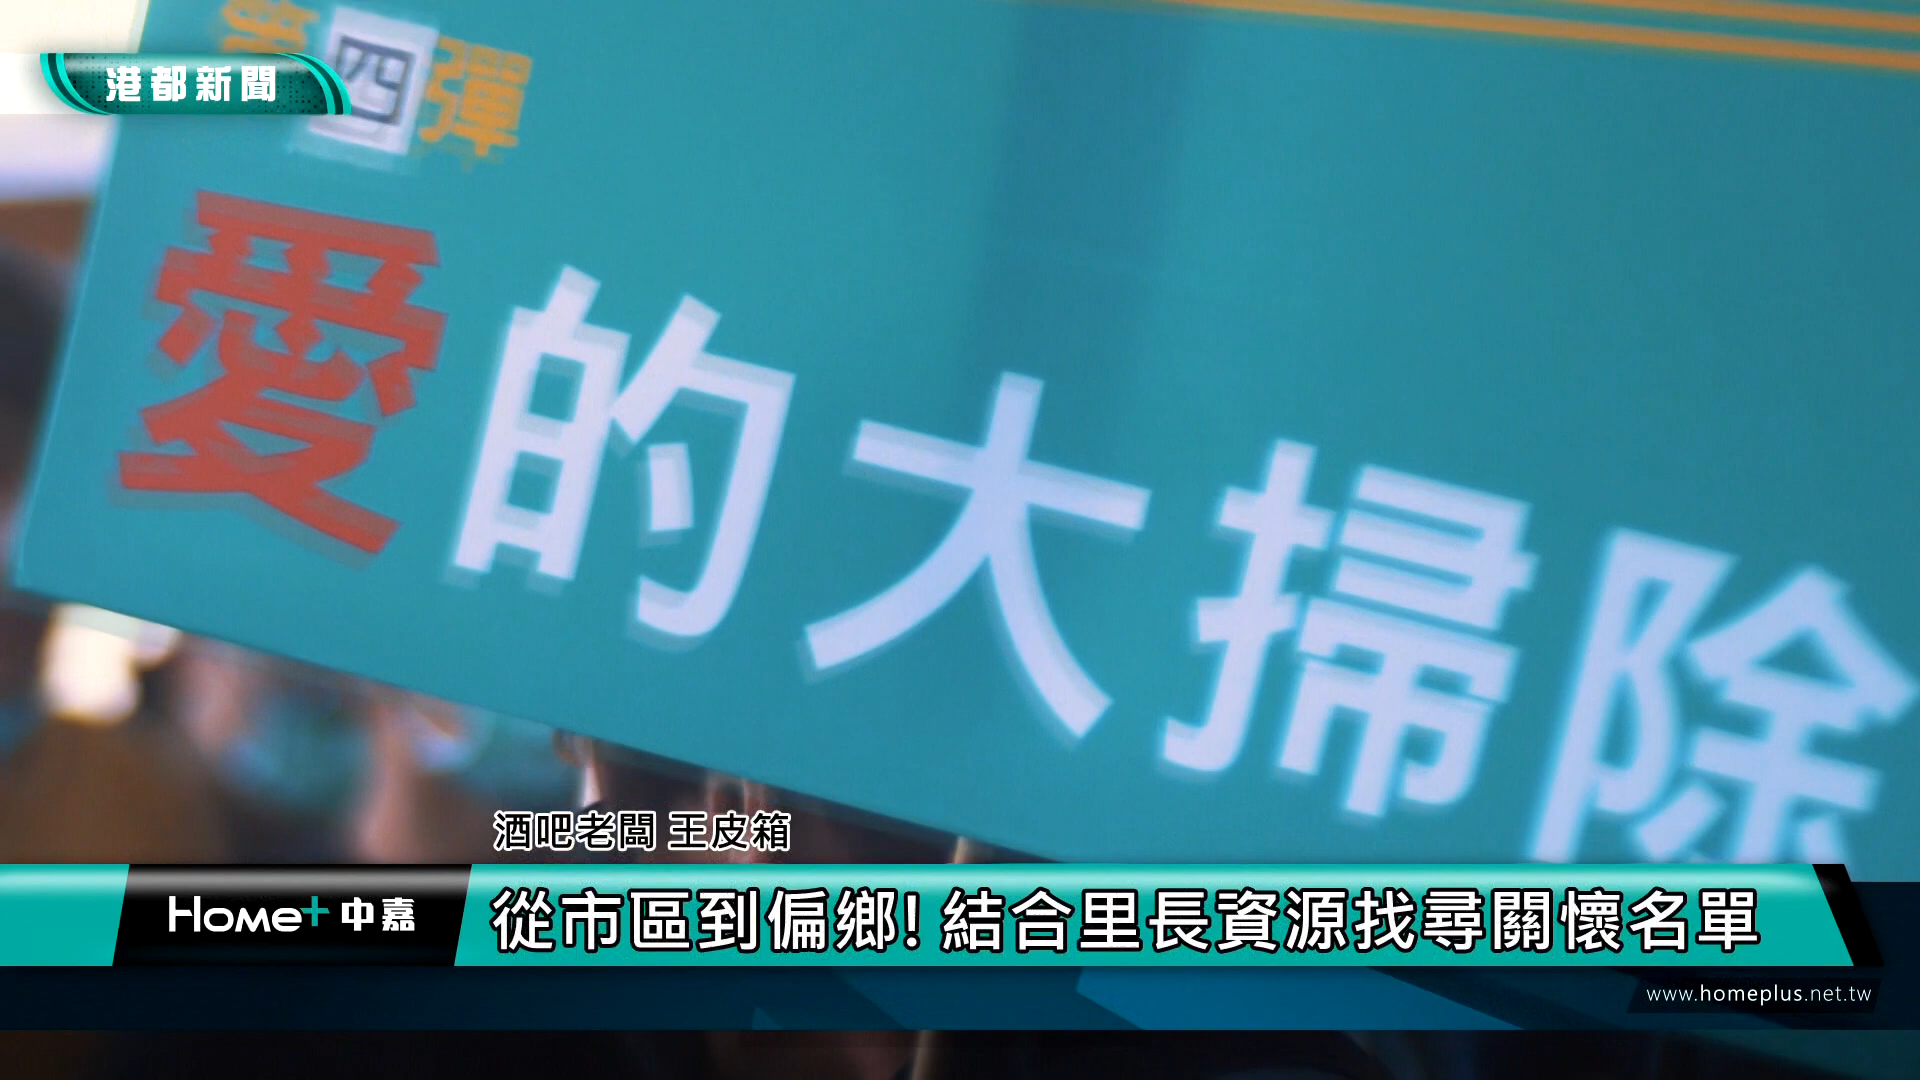 第四彈
港都新聞
愛的大掃除
酒吧老闆 王皮箱
Home+中嘉
從市區到偏鄉! 結合里長資源找尋關懷名單
www.homeplus.net.tw